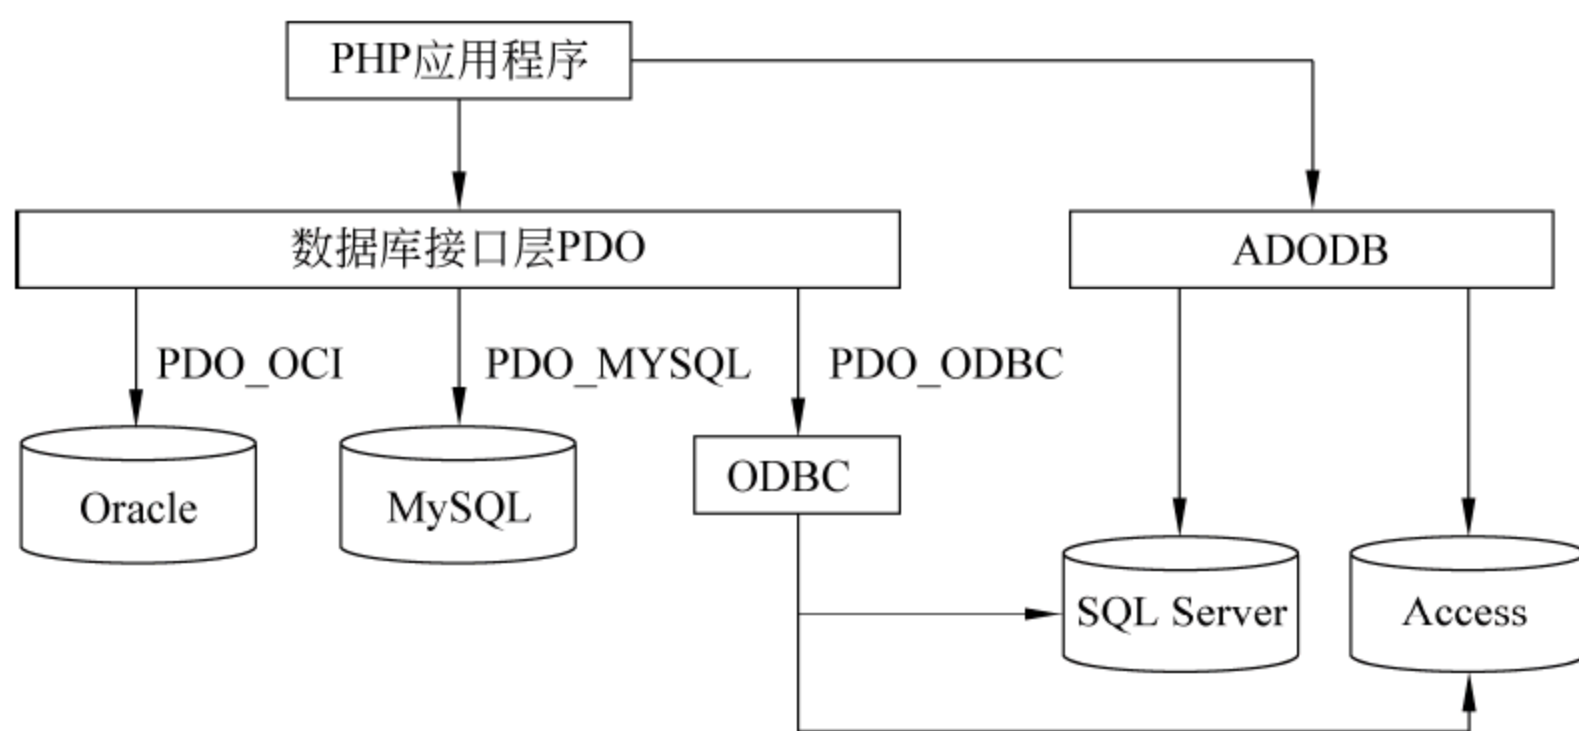 PHP应用程序
数据库接口层PDO
ADODB
PDO_OCI
PDO_MYSQL
PDO_ODBC
Oracle
MySQL
ODBC
SQL Server
Access